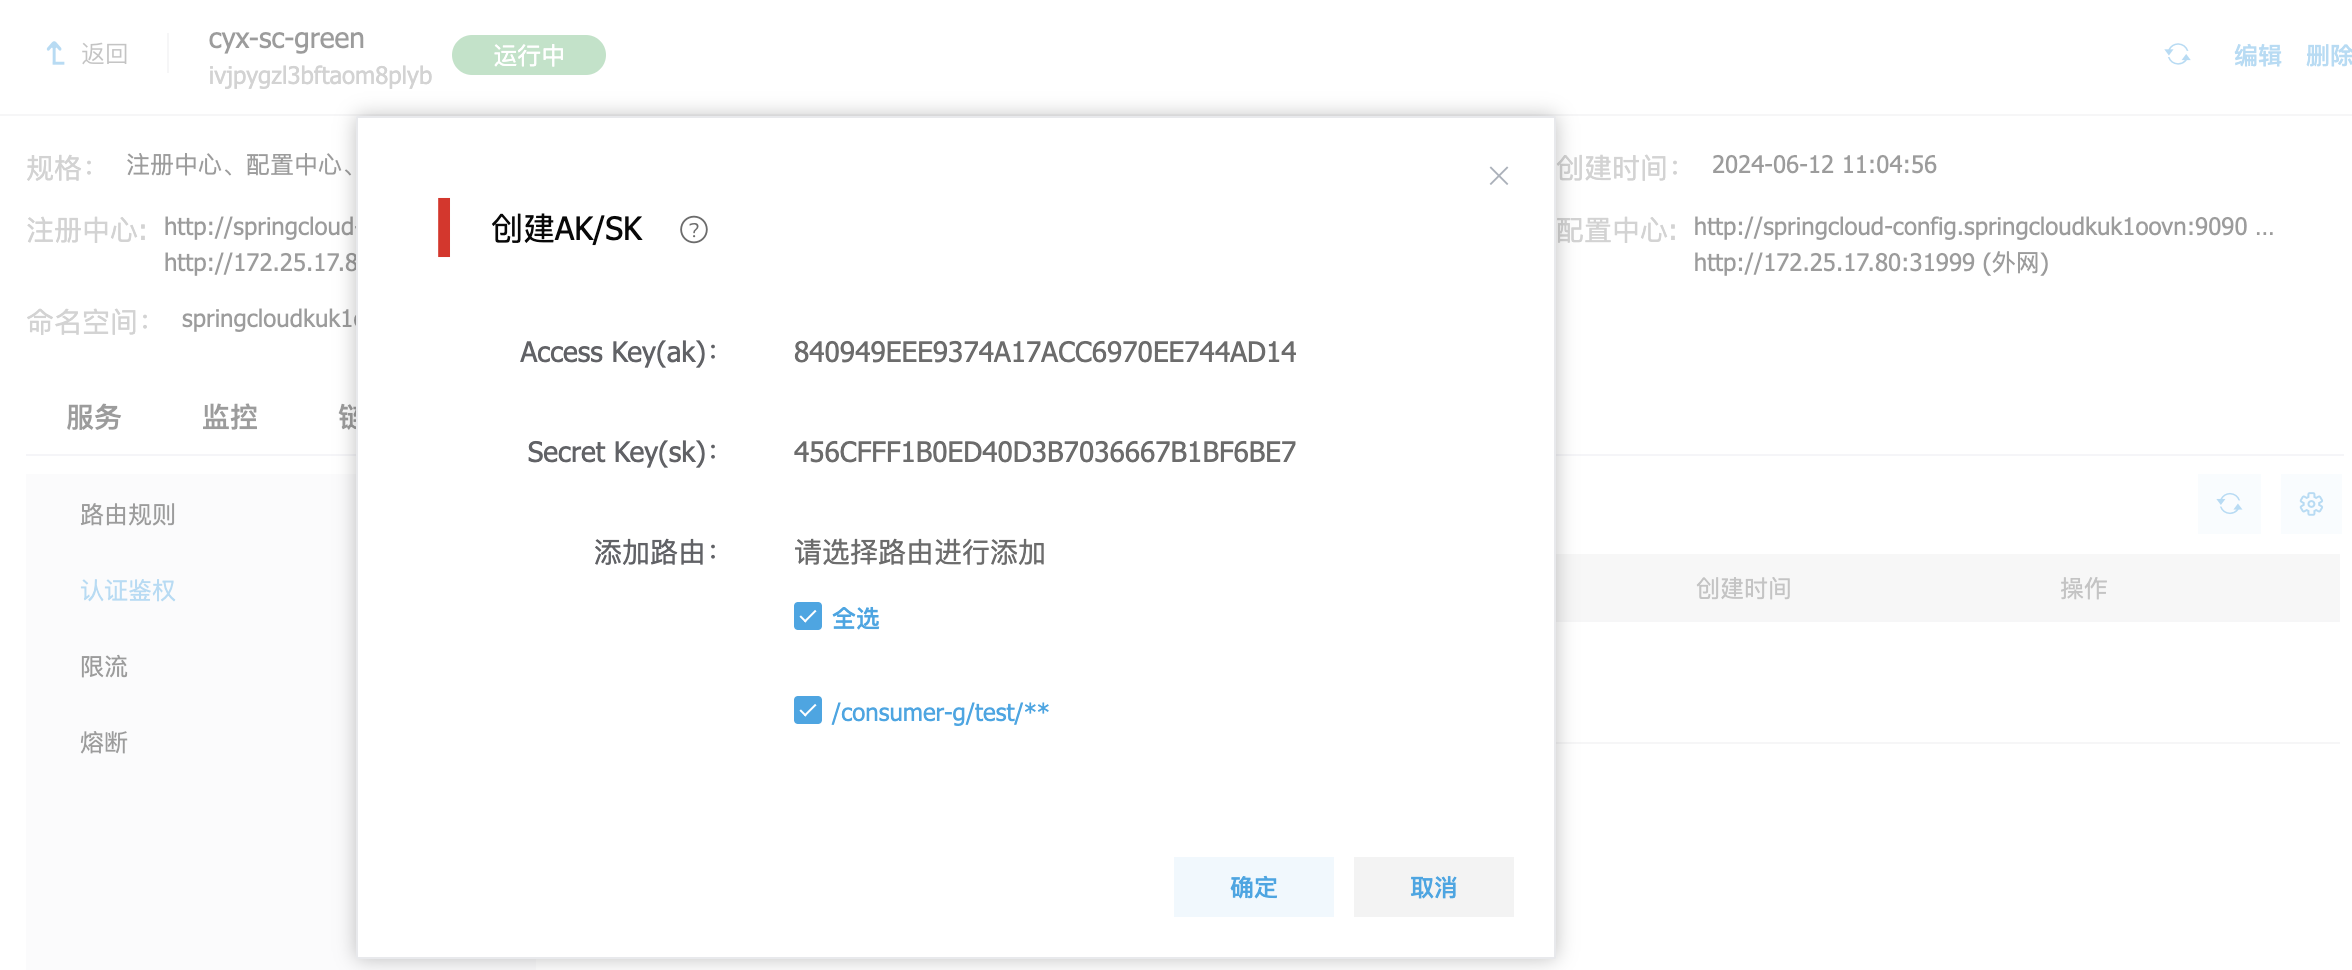 返回
cyx-sc-green
ivjpygzl3bftaom8plyb
运行中
编辑
删除
规格：
注册中心、配置中心、
创建时间：
2024-06-12 11:04:56
注册中心：
http://springcloud-
http://172.25.17.8
配置中心：
http://springcloud-config.springcloudkuk1oovn:9090 ...
http://172.25.17.80:31999 (外网)
命名空间：
springcloudkuk1
服务
监控
路由规则
认证鉴权
限流
熔断
创建时间
操作
创建AK/SK
?
Access Key(ak)：
840949EEE9374A17ACC6970EE744AD14
Secret Key(sk)：
456CFFF1B0ED40D3B7036667B1BF6BE7
添加路由：
请选择路由进行添加
全选
/consumer-g/test/**
确定
取消